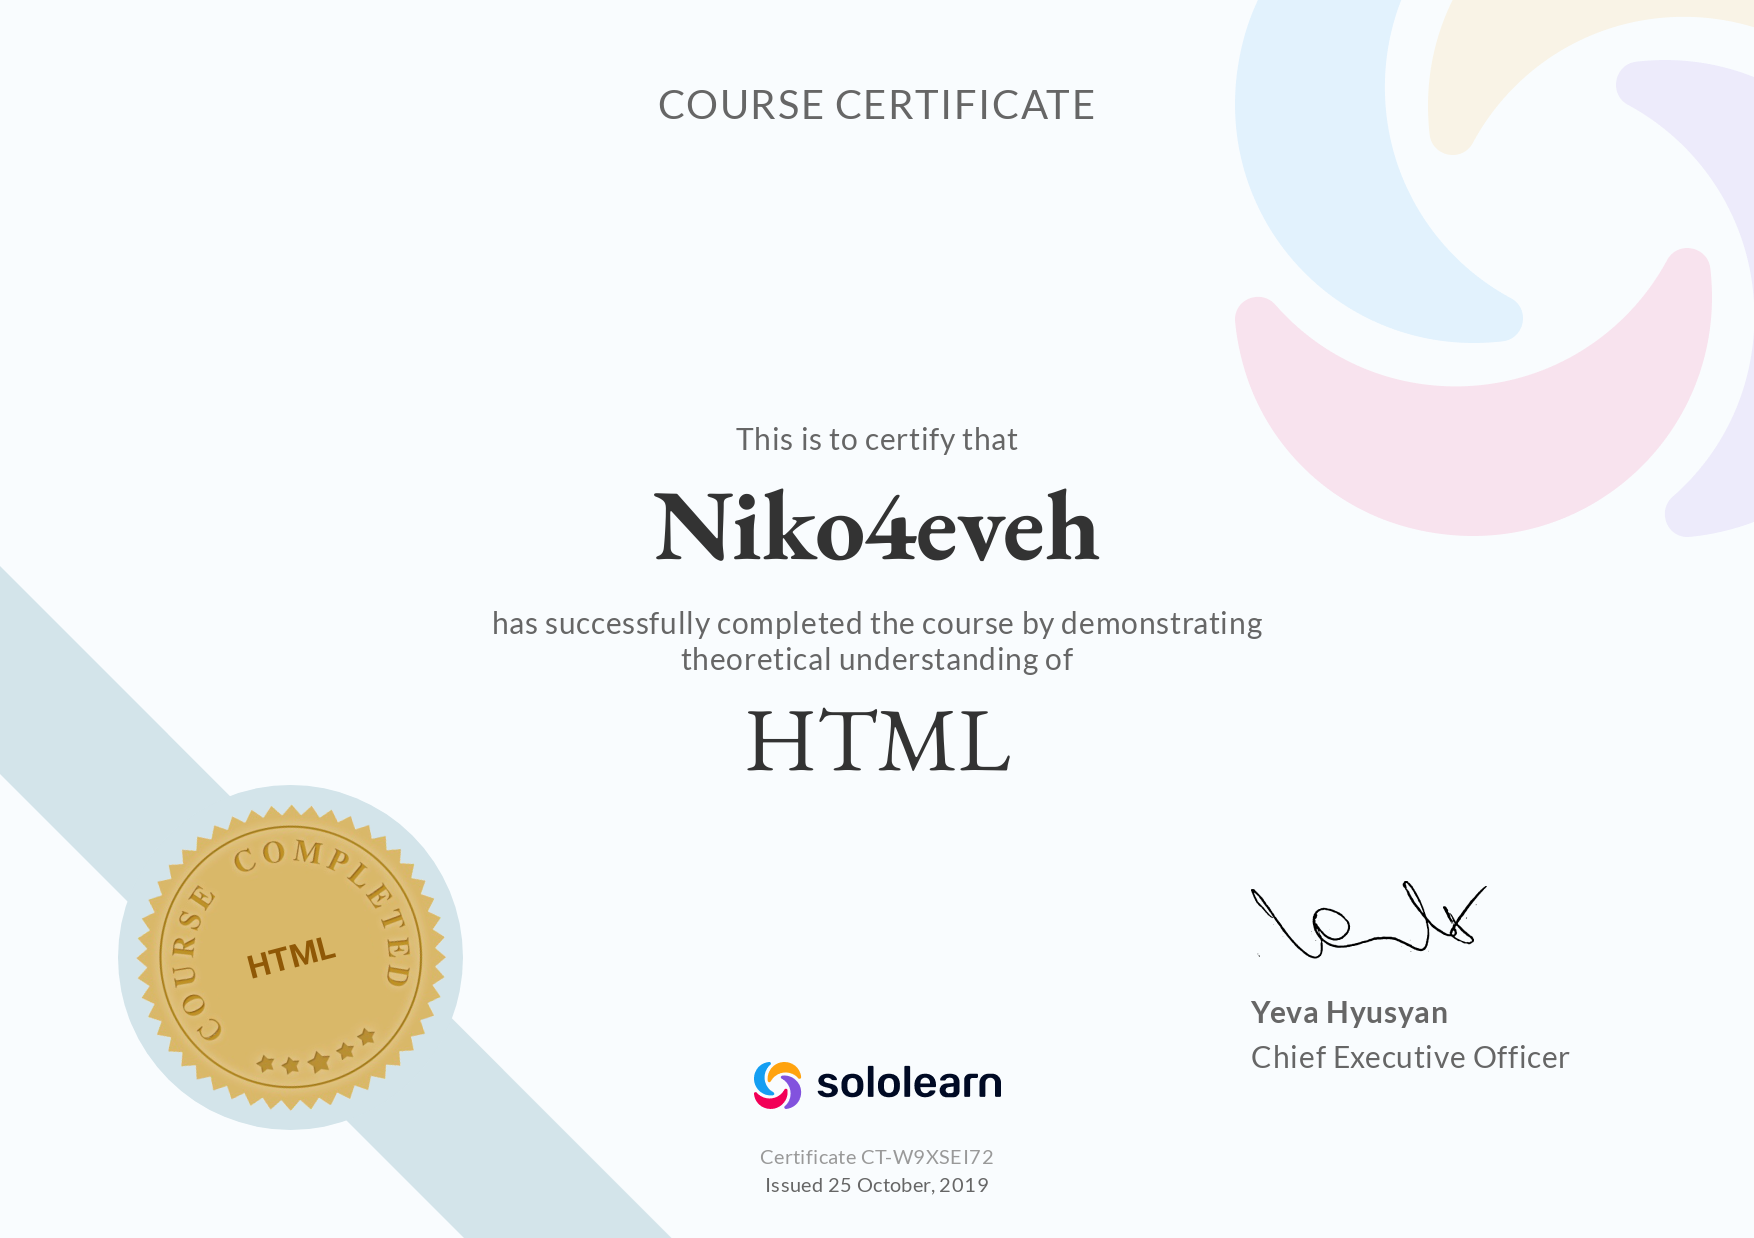 COURSE CERTIFICATE
This is to certify that
Niko4eveh
has successfully completed the course by demonstrating
theoretical understanding of
HTML
COURSE COMPLETED
HTML
Yeva Hyusyan
Chief Executive Officer
sololearn
Certificate CT-W9XSEI72
Issued 25 October, 2019